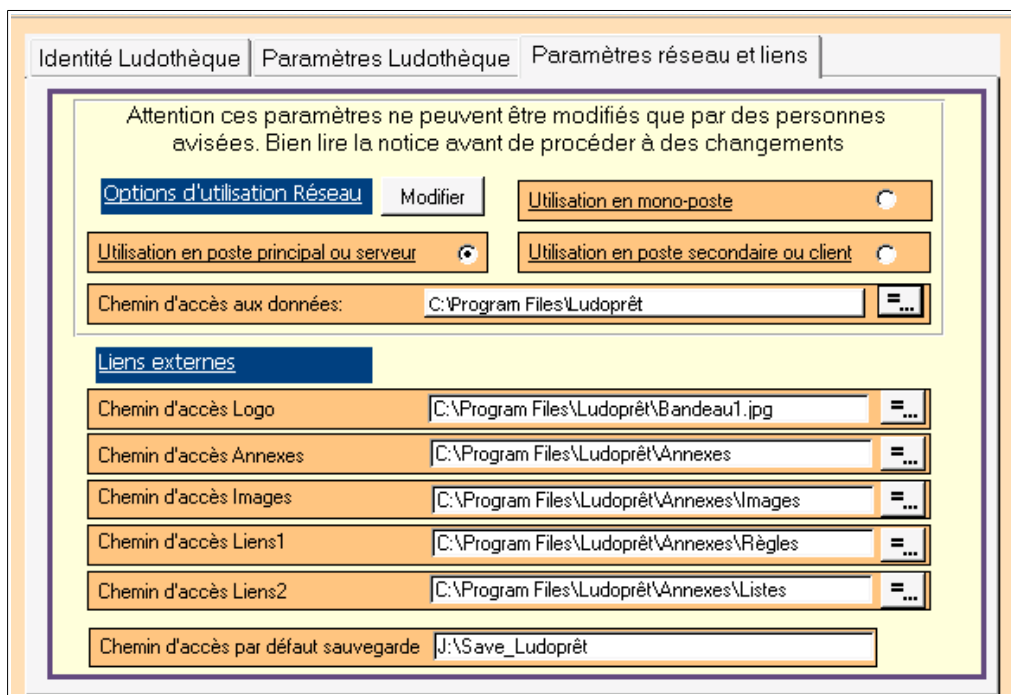 Identité Ludothèque
Paramètres Ludothèque
Paramètres réseau et liens
Attention ces paramètres ne peuvent être modifiés que par des personnes
avisées. Bien lire la notice avant de procéder à des changements
Options d'utilisation Réseau
Modifier
Utilisation en mono-poste
Utilisation en poste principal ou serveur
Utilisation en poste secondaire ou client
Chemin d'accès aux données:
C:\Program Files\Ludoprêt
=...
Liens externes
Chemin d'accès Logo
C:\Program Files\Ludoprêt\Bandeau1.jpg
=...
Chemin d'accès Annexes
C:\Program Files\Ludoprêt\Annexes
=...
Chemin d'accès Images
C:\Program Files\Ludoprêt\Annexes\Images
=...
Chemin d'accès Liens1
C:\Program Files\Ludoprêt\Annexes\Règles
=...
Chemin d'accès Liens2
C:\Program Files\Ludoprêt\Annexes\Listes
=...
Chemin d'accès par défaut sauvegarde
J:\Save_Ludoprêt